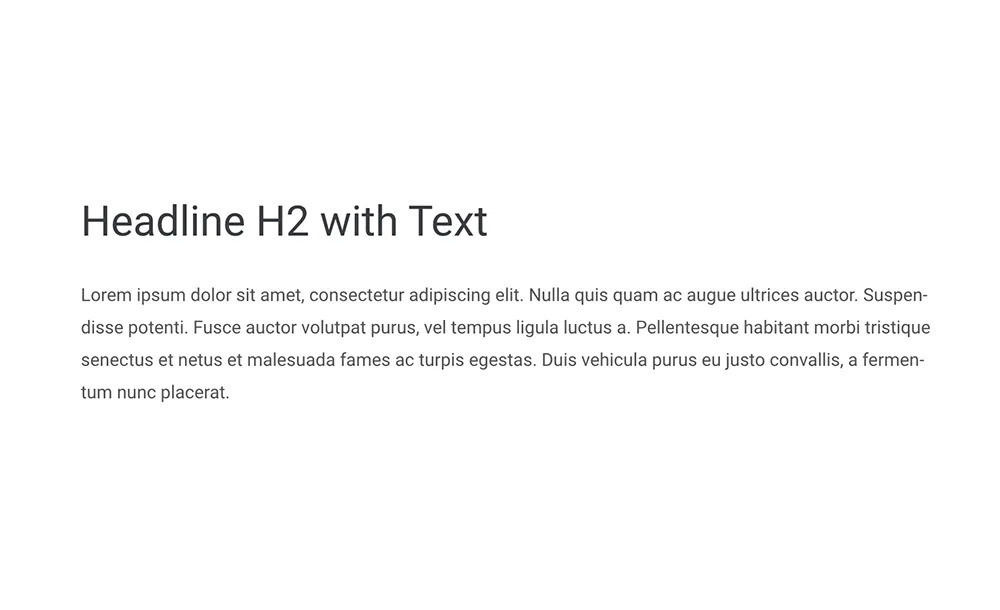 Headline H2 with Text
Lorem ipsum dolor sit amet, consectetur adipiscing elit. Nulla quis quam ac augue ultrices auctor. Suspen-
disse potenti. Fusce auctor volutpat purus, vel tempus ligula luctus a. Pellentesque habitant morbi tristique
senectus et netus et malesuada fames ac turpis egestas. Duis vehicula purus eu justo convallis, a fermen-
tum nunc placerat.